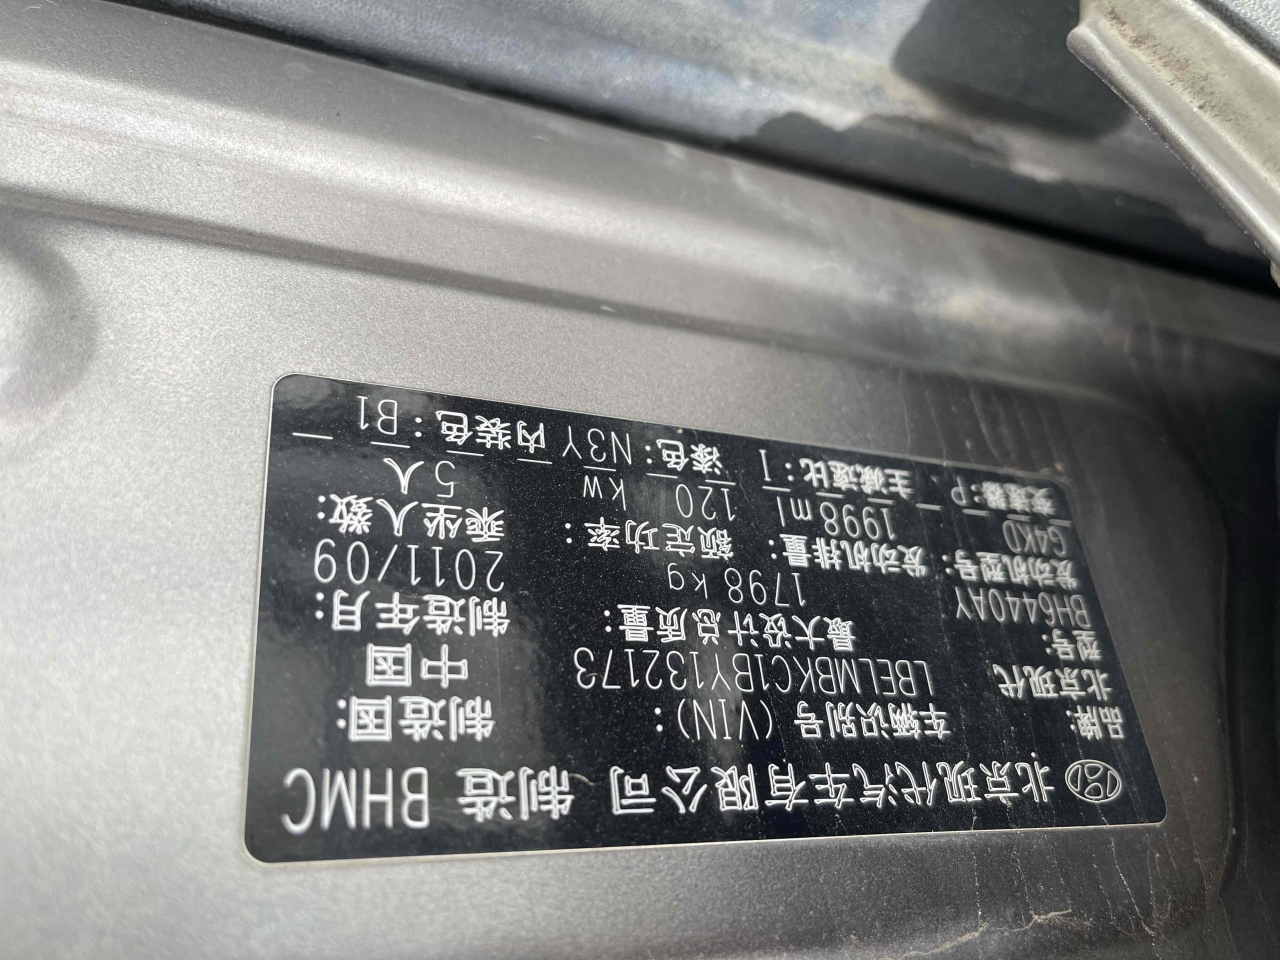 北京现代汽车有限公司 制造 BHMC
品牌: 车辆识别号 (VIN): 制造国:
北京现代 LBELMBKC1BY132173 中国
型号: 最大设计总质量: 制造年月:
BH6440AY 1798 kg 2011/09
发动机型号: 发动机排量: 额定功率: 乘坐人数:
G4KD 1998 ml 120 kw 5人
变速器:P 主减速比:I 漆色:N3Y 内装色:B1